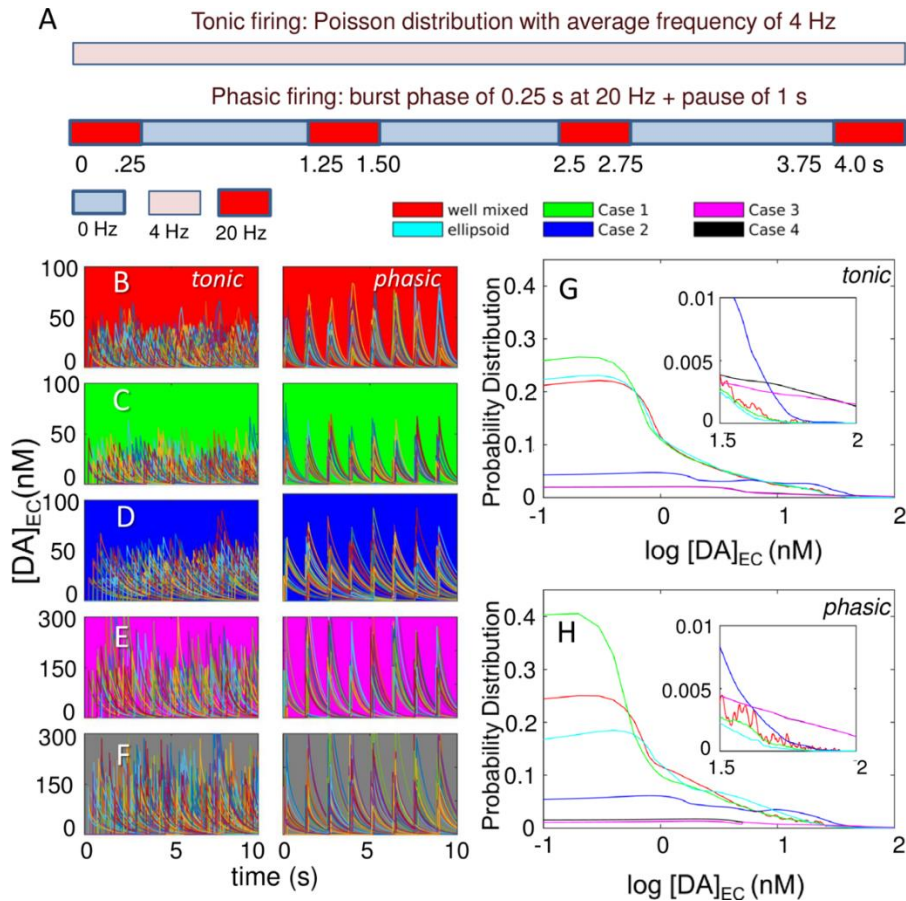 A
Tonic firing: Poisson distribution with average frequency of 4 Hz
Phasic firing: burst phase of 0.25 s at 20 Hz + pause of 1 s
0 .25 1.25 1.50 2.5 2.75 3.75 4.0 s
0 Hz 4 Hz 20 Hz
well mixed Case 1 Case 3
ellipsoid Case 2 Case 4
[DA]EC(nM)
100
50
0
B tonic
phasic
100
50
0
C
100
50
0
D
300
150
0
E
300
150
0
F
0 5 10
0 5 10
time (s)
G
tonic
Probability Distribution
0.4
0.3
0.2
0.1
0
-1 0 1 2
log [DA]EC (nM)
0.01
0.005
0
1.5 2
H
phasic
Probability Distribution
0.4
0.3
0.2
0.1
0
-1 0 1 2
log [DA]EC (nM)
0.01
0.005
0
1.5 2